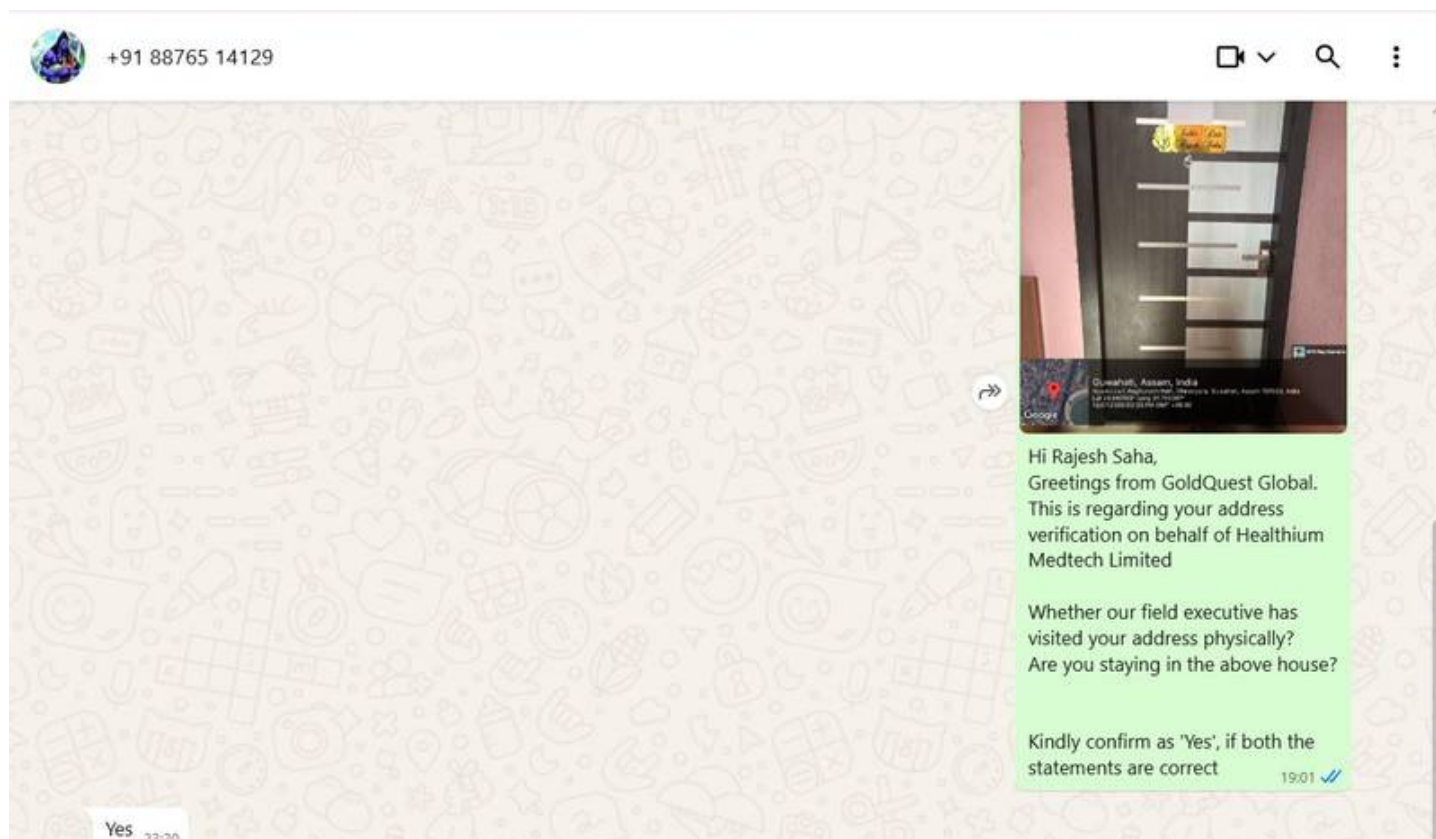 +91 88765 14129
Guwahati, Assam, India
Google
Hi Rajesh Saha,
Greetings from GoldQuest Global.
This is regarding your address
verification on behalf of Healthium
Medtech Limited
Whether our field executive has
visited your address physically?
Are you staying in the above house?
Kindly confirm as 'Yes', if both the
statements are correct
19:01
Yes